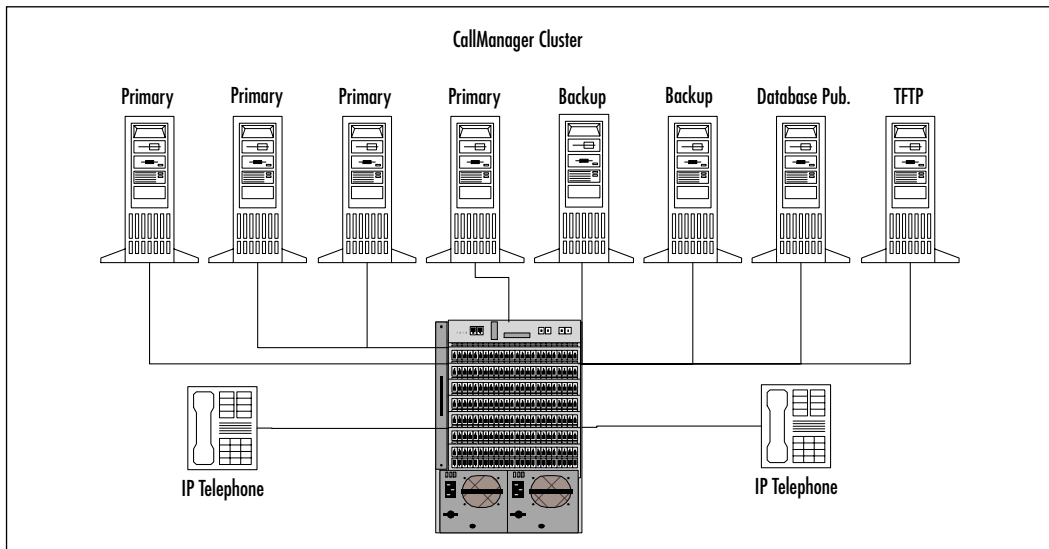 CallManager Cluster
Primary
Primary
Primary
Primary
Backup
Backup
Database Pub.
TFTP
IP Telephone
IP Telephone